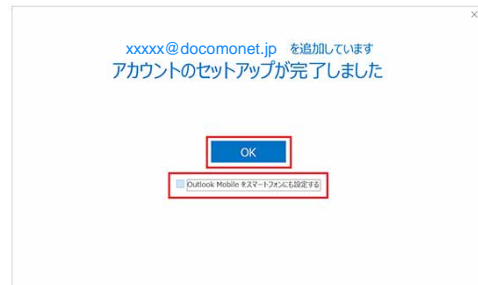 xxxxx@docomonet.jp を追加しています
アカウントのセットアップが完了しました
OK
Outlook Mobile をスマートフォンにも設定する